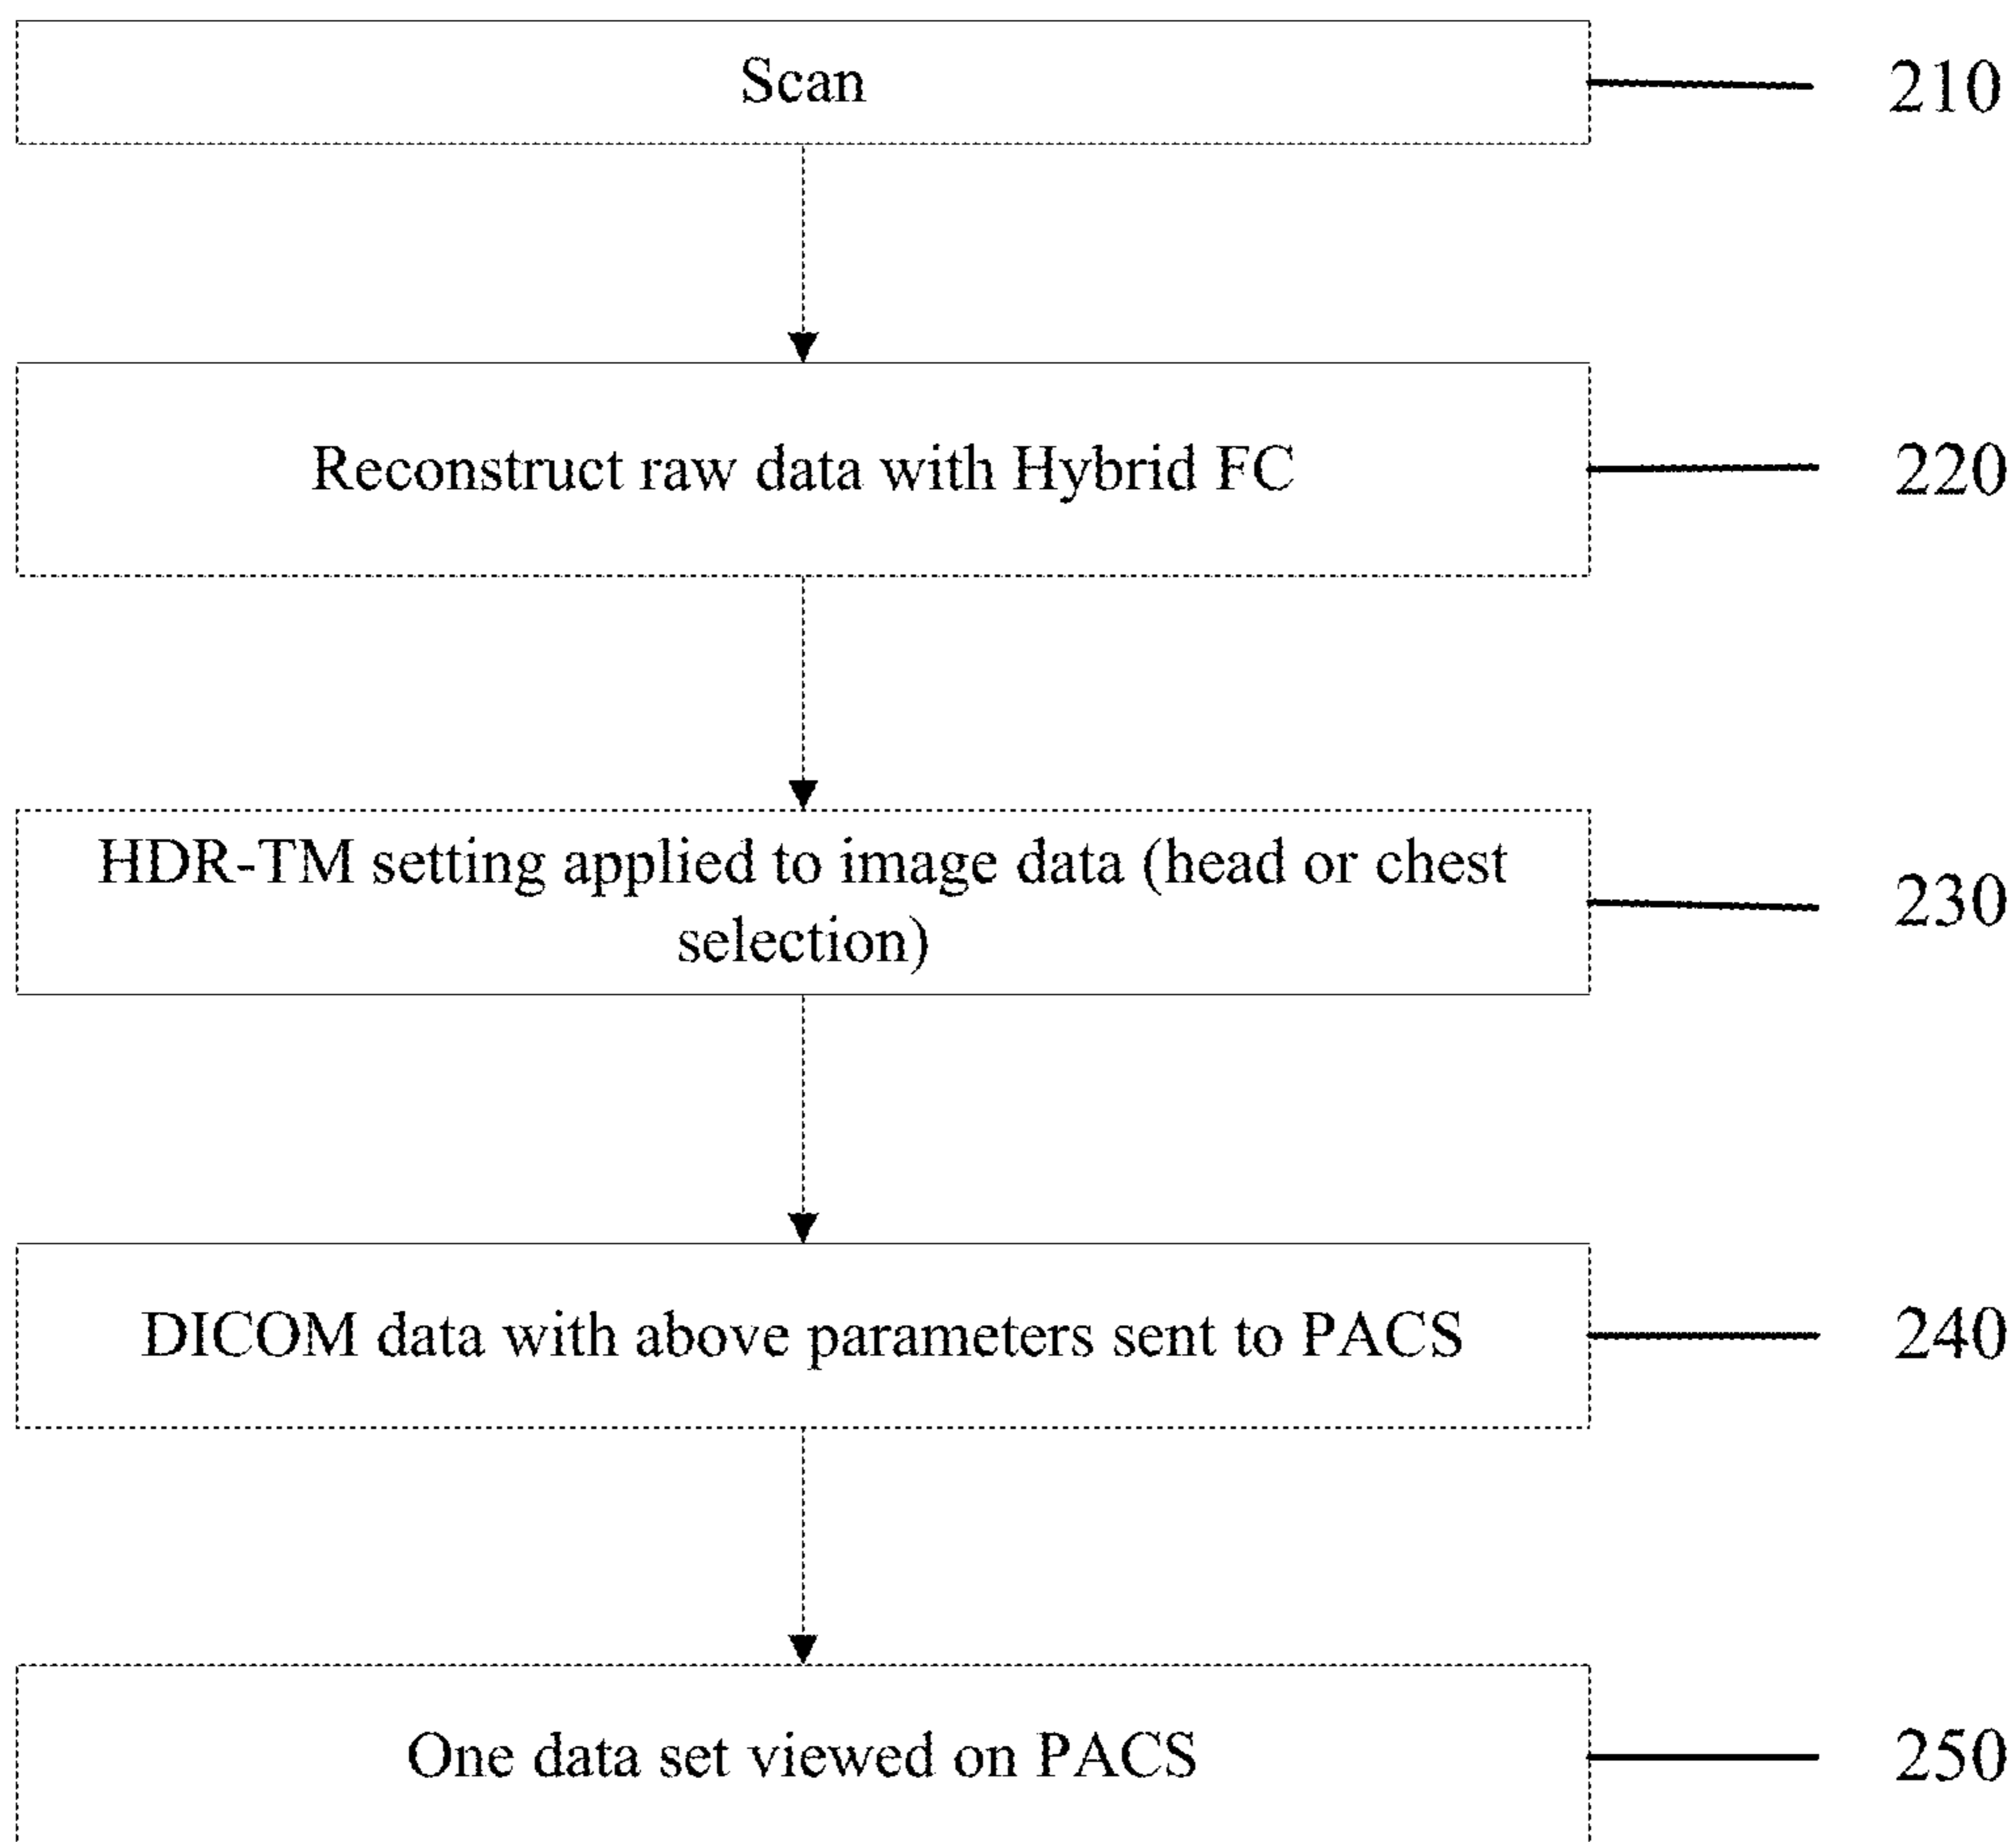 Scan
210
Reconstruct raw data with Hybrid FC
220
HDR-TM setting applied to image data (head or chest
selection)
230
DICOM data with above parameters sent to PACS
240
One data set viewed on PACS
250